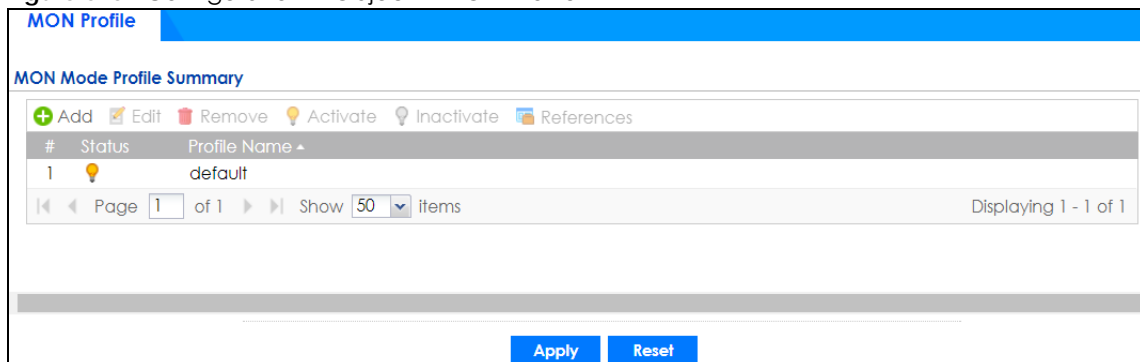 MON Profile
MON Mode Profile Summary
Add Edit Remove Activate Inactivate References
# Status Profile Name
1 default
Page 1 of 1 Show 50 items Displaying 1 - 1 of 1
Apply Reset